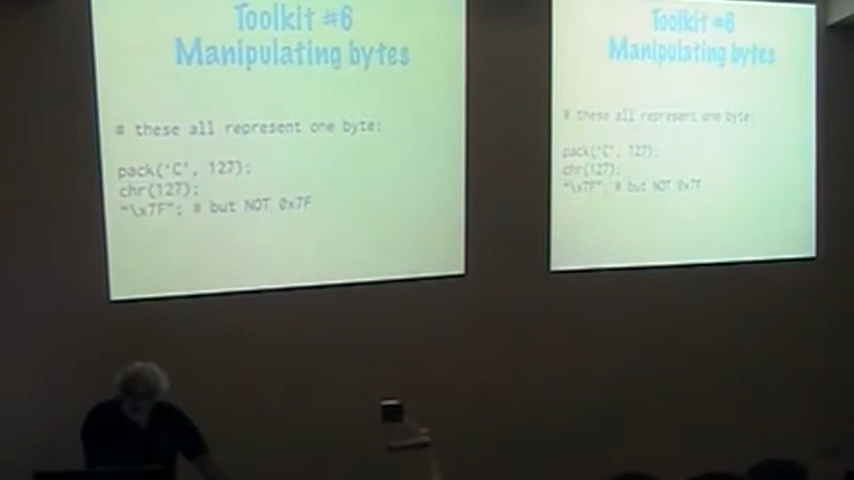 Toolkit #6
Manipulating bytes
# these all represent one byte:
pack('C', 127);
chr(127);
"\x7F"; # but NOT 0x7F
Toolkit #6
Manipulating bytes
# these all represent one byte:
pack('C', 127);
chr(127);
"\x7F"; # but NOT 0x7F